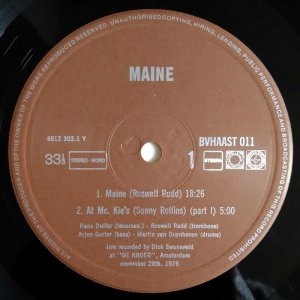 ALL RIGHTS TO THE PRODUCER AND OF THE OWNER OF THE WORK REPRODUCED RESERVED. UNAUTHORISED COPYING, HIRING, LENDING, PUBLIC PERFORMANCE AND BROADCASTING OF THIS RECORD PROHIBITED
MAINE
6812 303.1 Y
BVHAAST 011
33⅓
STEREO-MONO
1
STEMRA
1. Maine (Roswell Rudd) 18:26
2. At Mc. Kie's (Sonny Rollins) (part I) 5:00
Hans Dulfer (tenorsax.) - Roswell Rudd (trombone)
Arjen Gorter (bass) - Martin van Duynhoven (drums)
live recorded by Dick Swaneveld
at "DE KROEG", Amsterdam
november 28th. 1976